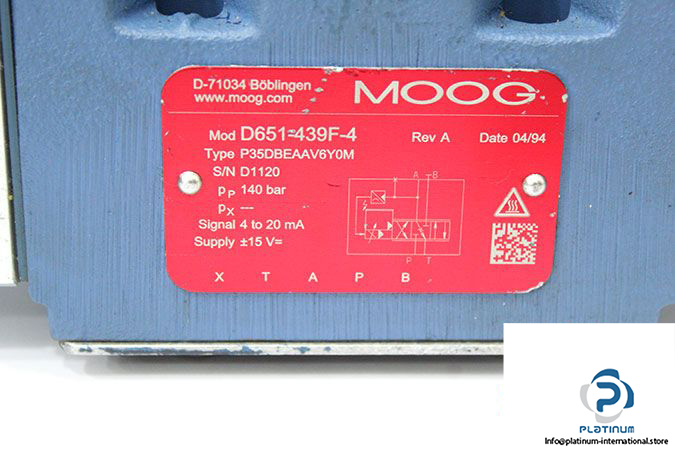 D-71034 Böblingen
www.moog.com
MOOG
Mod D651-439F-4 Rev A Date 04/94
Type P35DBEAAV6Y0M
S/N D1120
pP 140 bar
pX ---
Signal 4 to 20 mA
Supply ±15 V=
X A B
P T
X T A P B
PLATINUM
Info@platinum-international.store